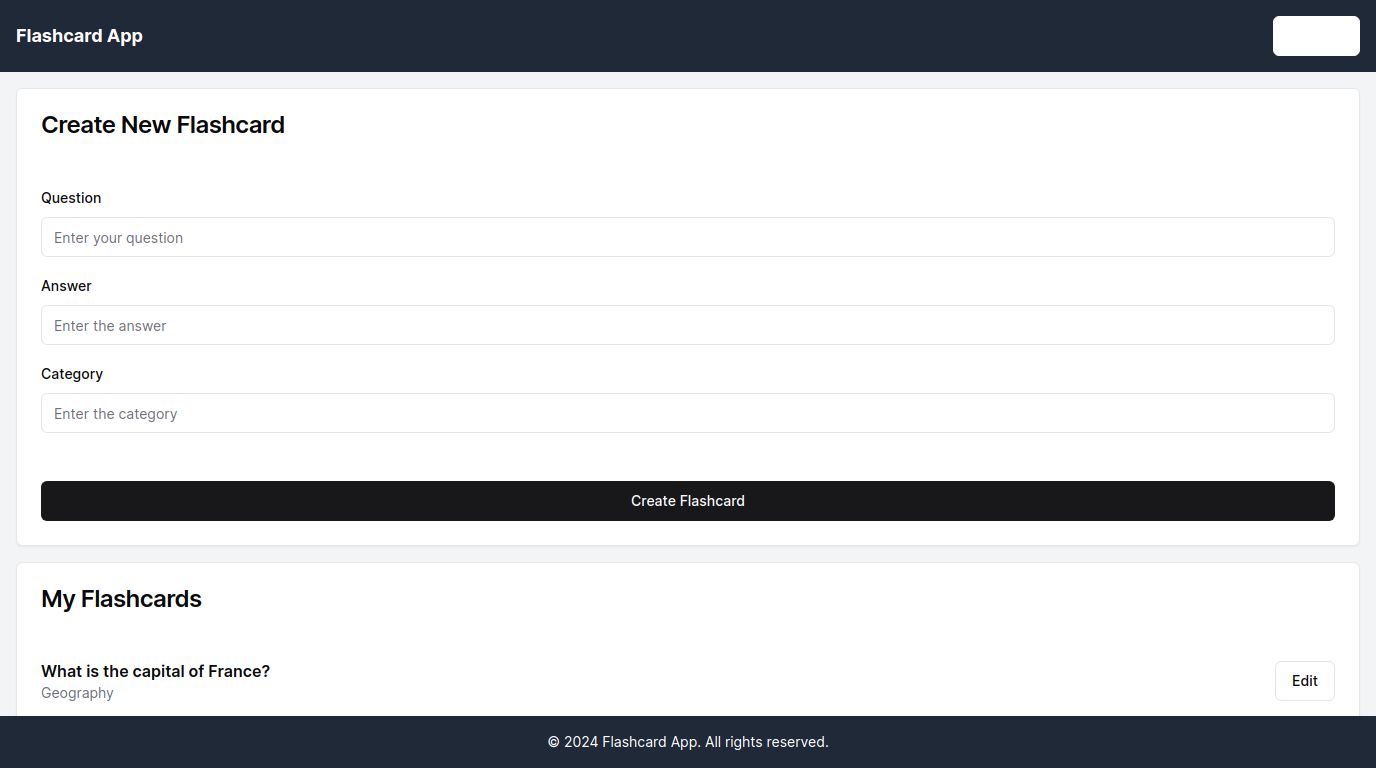 Flashcard App
Create New Flashcard
Question
Enter your question
Answer
Enter the answer
Category
Enter the category
Create Flashcard
My Flashcards
What is the capital of France?
Geography
Edit
© 2024 Flashcard App. All rights reserved.